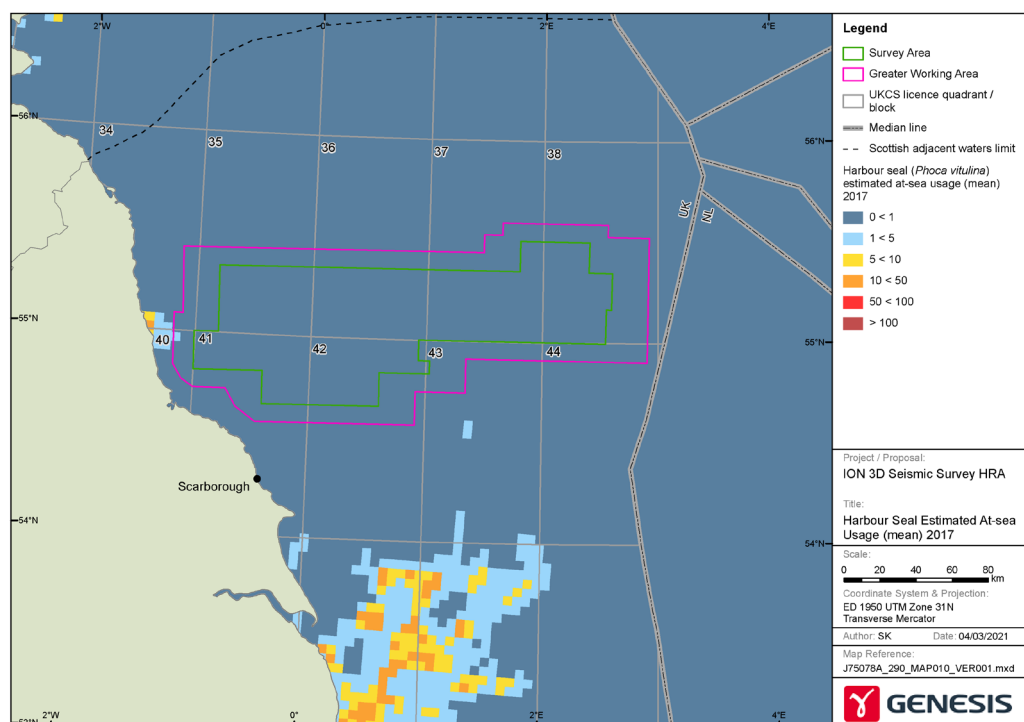 2°W
0°
2°E
4°E
56°N
56°N
34
35
36
37
38
UK
NL
55°N
55°N
40
41
42
43
44
Scarborough
54°N
54°N
2°W
0°
2°E
4°E
Legend
Survey Area
Greater Working Area
UKCS licence quadrant /
block
Median line
Scottish adjacent waters limit
Harbour seal (Phoca vitulina)
estimated at-sea usage (mean)
2017
0 < 1
1 < 5
5 < 10
10 < 50
50 < 100
> 100
Project / Proposal:
ION 3D Seismic Survey HRA
Title:
Harbour Seal Estimated At-sea
Usage (mean) 2017
Scale:
0 20 40 60 80
km
Coordinate System & Projection:
ED 1950 UTM Zone 31N
Transverse Mercator
Author: SK Date: 04/03/2021
Map Reference:
J75078A_290_MAP010_VER001.mxd
GENESIS